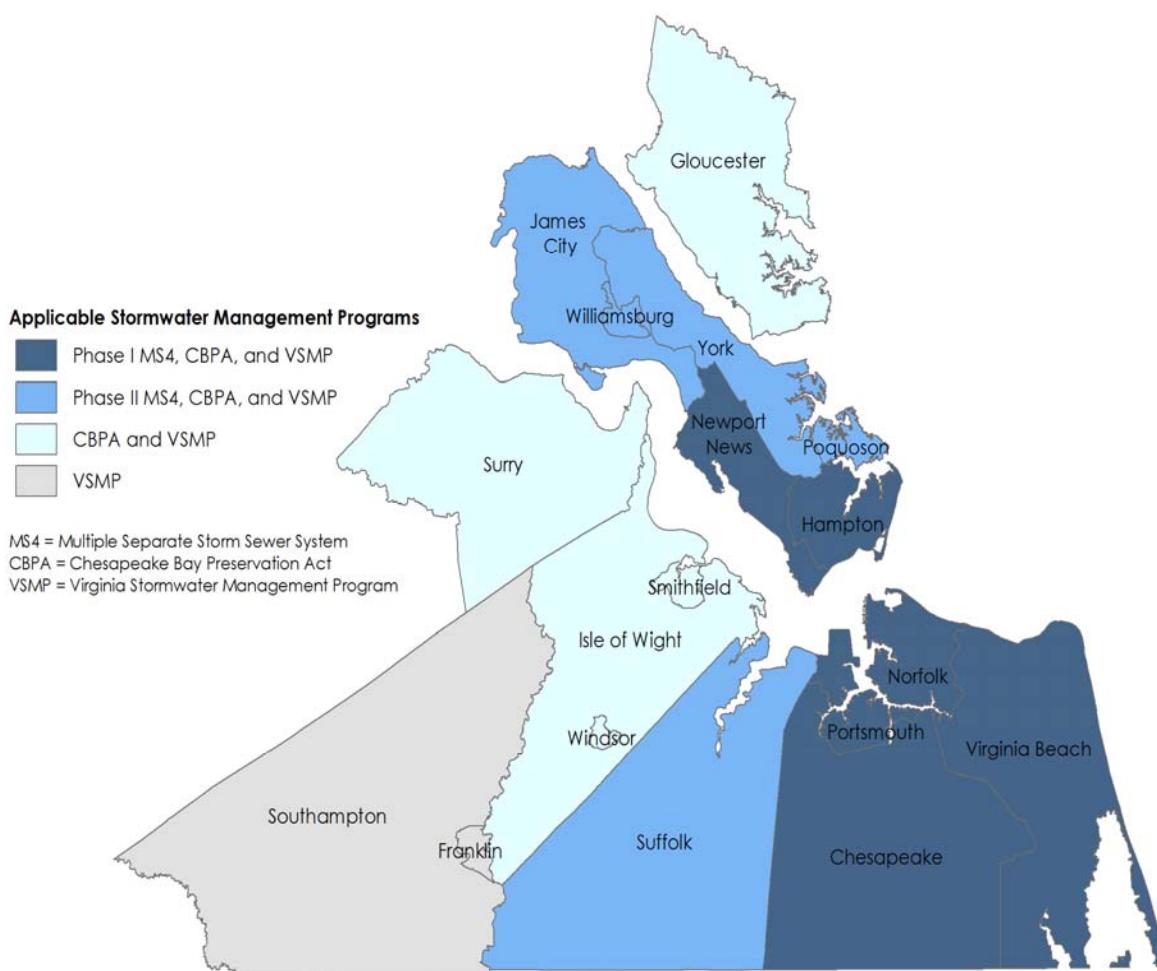 Gloucester
James
City
Williamsburg
York
Applicable Stormwater Management Programs
Phase I MS4, CBPA, and VSMP
Phase II MS4, CBPA, and VSMP
CBPA and VSMP
VSMP
MS4 = Multiple Separate Storm Sewer System
CBPA = Chesapeake Bay Preservation Act
VSMP = Virginia Stormwater Management Program
Newport
News
Poquoson
Surry
Hampton
Smithfield
Isle of Wight
Norfolk
Portsmouth
Windsor
Virginia Beach
Southampton
Franklin
Suffolk
Chesapeake